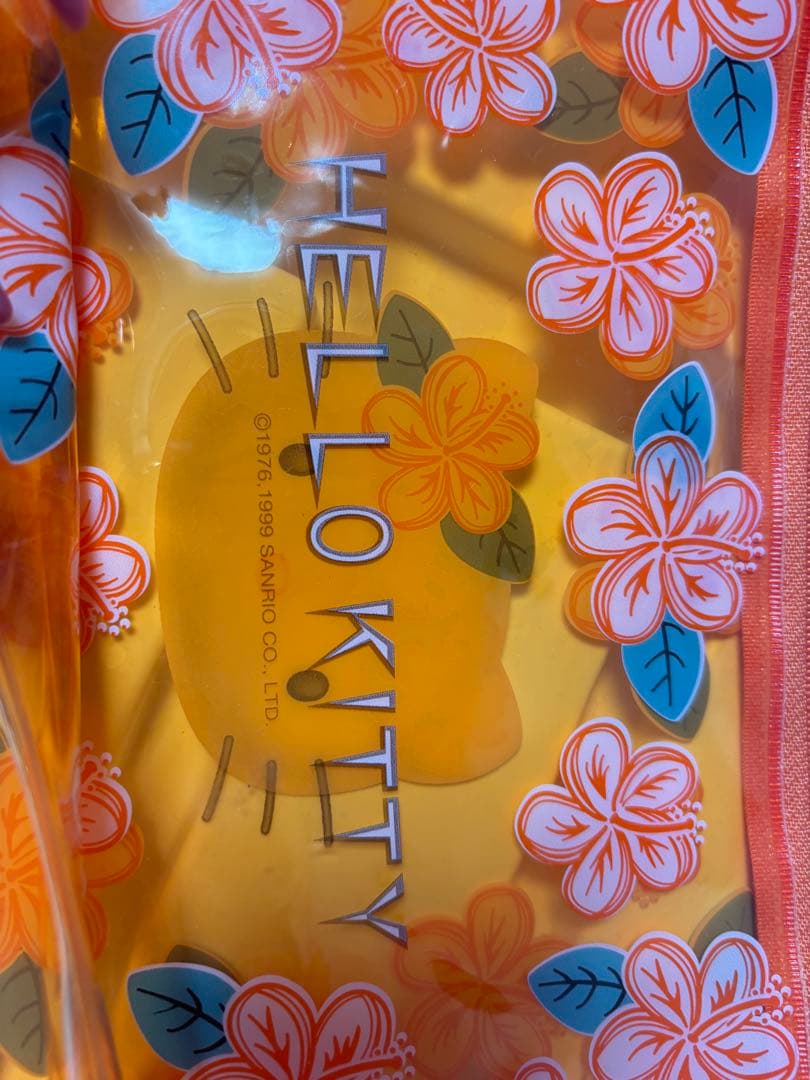 HELLO KITTY
©1976,1999 SANRIO CO., LTD.